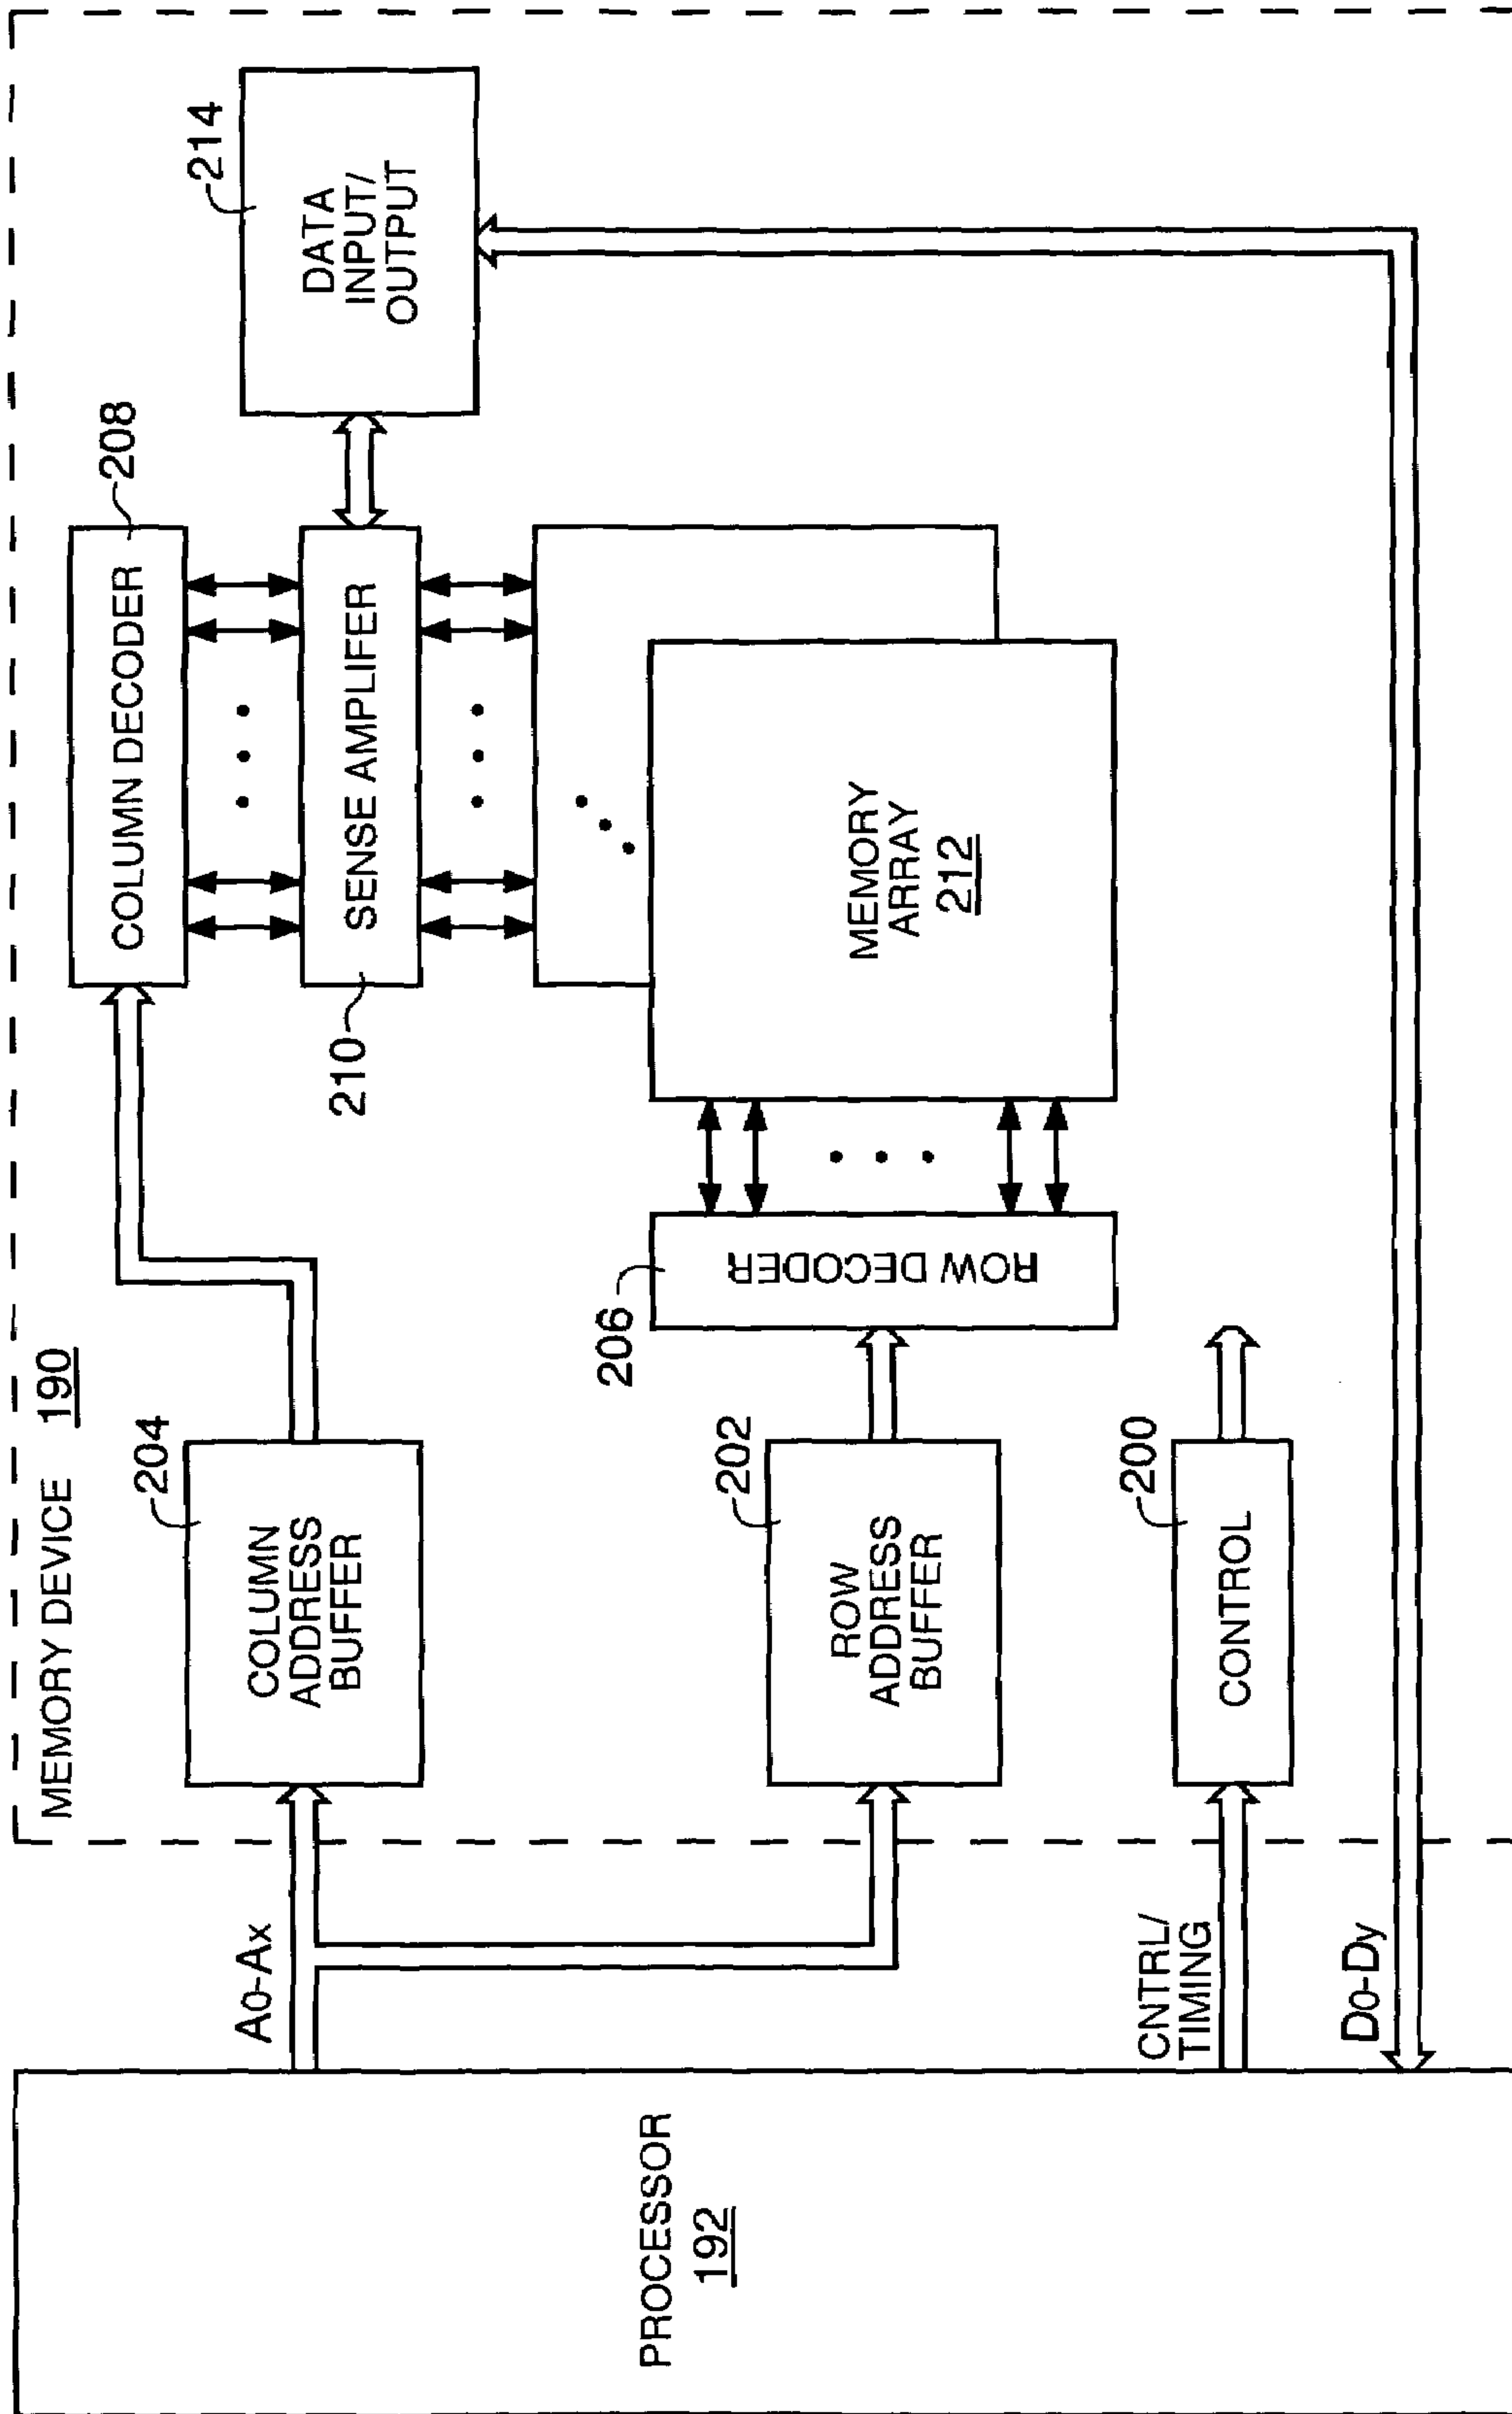 MEMORY DEVICE 190
PROCESSOR
192
A0-Ax
CNTRL/
TIMING
D0-Dy
204
COLUMN
ADDRESS
BUFFER
202
ROW
ADDRESS
BUFFER
200
CONTROL
206
ROW DECODER
208
COLUMN DECODER
210
SENSE AMPLIFER
MEMORY
ARRAY
212
214
DATA
INPUT/
OUTPUT